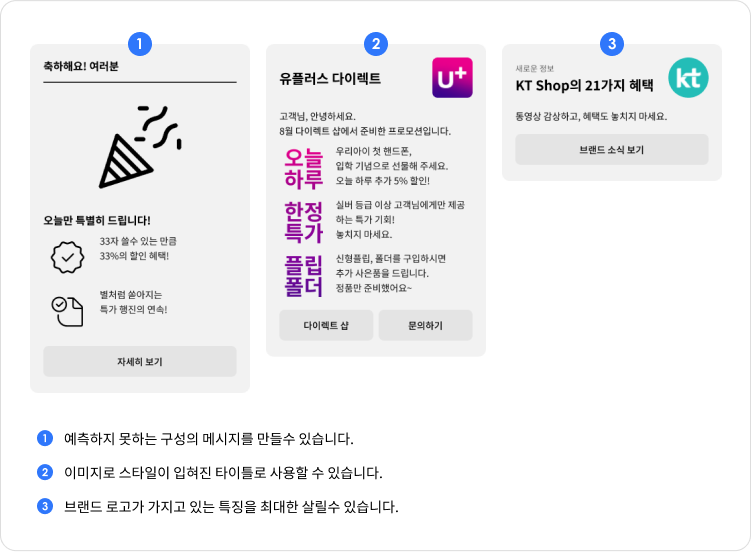 1
축하해요! 여러분
오늘만 특별히 드립니다!
33자 쓸수 있는 만큼
33%의 할인 혜택!
별처럼 쏟아지는
특가 행진의 연속!
자세히 보기
2
유플러스 다이렉트
U+
고객님, 안녕하세요.
8월 다이렉트 샵에서 준비한 프로모션입니다.
오늘
하루
우리아이 첫 핸드폰,
입학 기념으로 선물해 주세요.
오늘 하루 추가 5% 할인!
한정
특가
실버 등급 이상 고객님에게만 제공
하는 특가 기회!
놓치지 마세요.
플립
폴더
신형플립, 폴더를 구입하시면
추가 사은품을 드립니다.
정품만 준비했어요~
다이렉트 샵
문의하기
3
새로운 정보
KT Shop의 21가지 혜택
kt
동영상 감상하고, 혜택도 놓치지 마세요.
브랜드 소식 보기
1 예측하지 못하는 구성의 메시지를 만들수 있습니다.
2 이미지로 스타일이 입혀진 타이틀로 사용할 수 있습니다.
3 브랜드 로고가 가지고 있는 특징을 최대한 살릴수 있습니다.